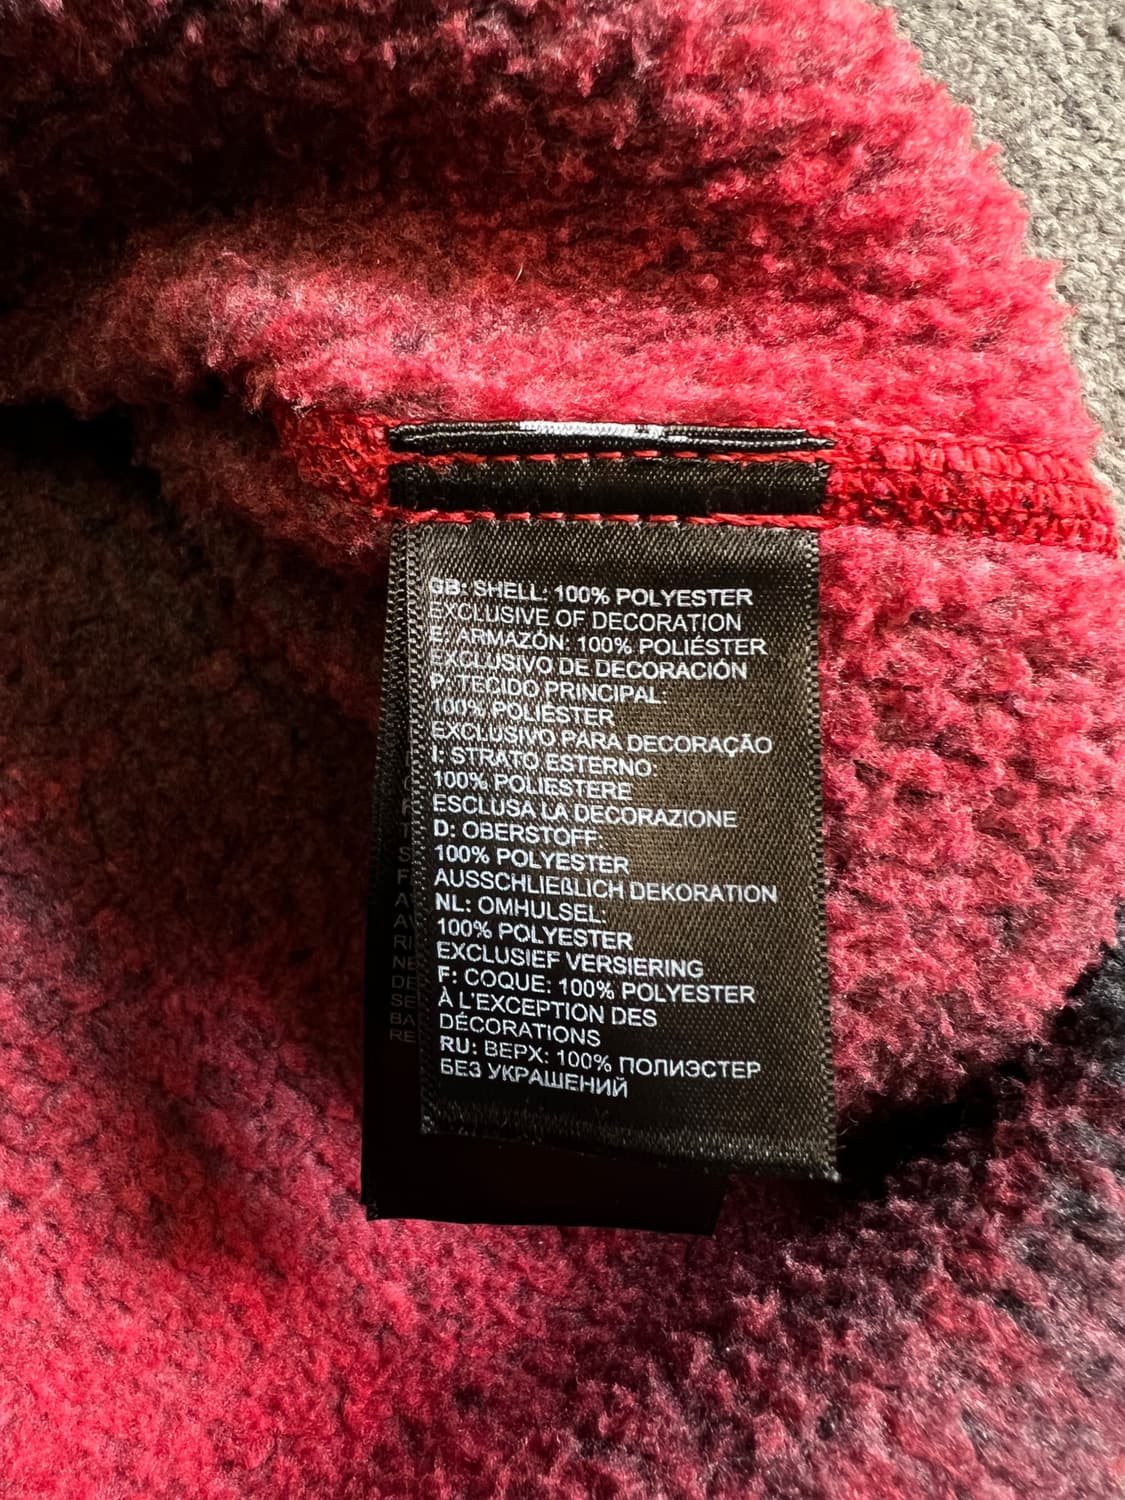 GB: SHELL: 100% POLYESTER
EXCLUSIVE OF DECORATION
E: ARMAZÓN: 100% POLIÉSTER
EXCLUSIVO DE DECORACIÓN
P: TECIDO PRINCIPAL:
100% POLIÉSTER
EXCLUSIVO PARA DECORAÇÃO
I: STRATO ESTERNO:
100% POLIESTERE
ESCLUSA LA DECORAZIONE
D: OBERSTOFF:
100% POLYESTER
AUSSCHLIEßLICH DEKORATION
NL: OMHULSEL:
100% POLYESTER
EXCLUSIEF VERSIERING
F: COQUE: 100% POLYESTER
À L'EXCEPTION DES
DÉCORATIONS
RU: ВЕРХ: 100% ПОЛИЭСТЕР
БЕЗ УКРАШЕНИЙ